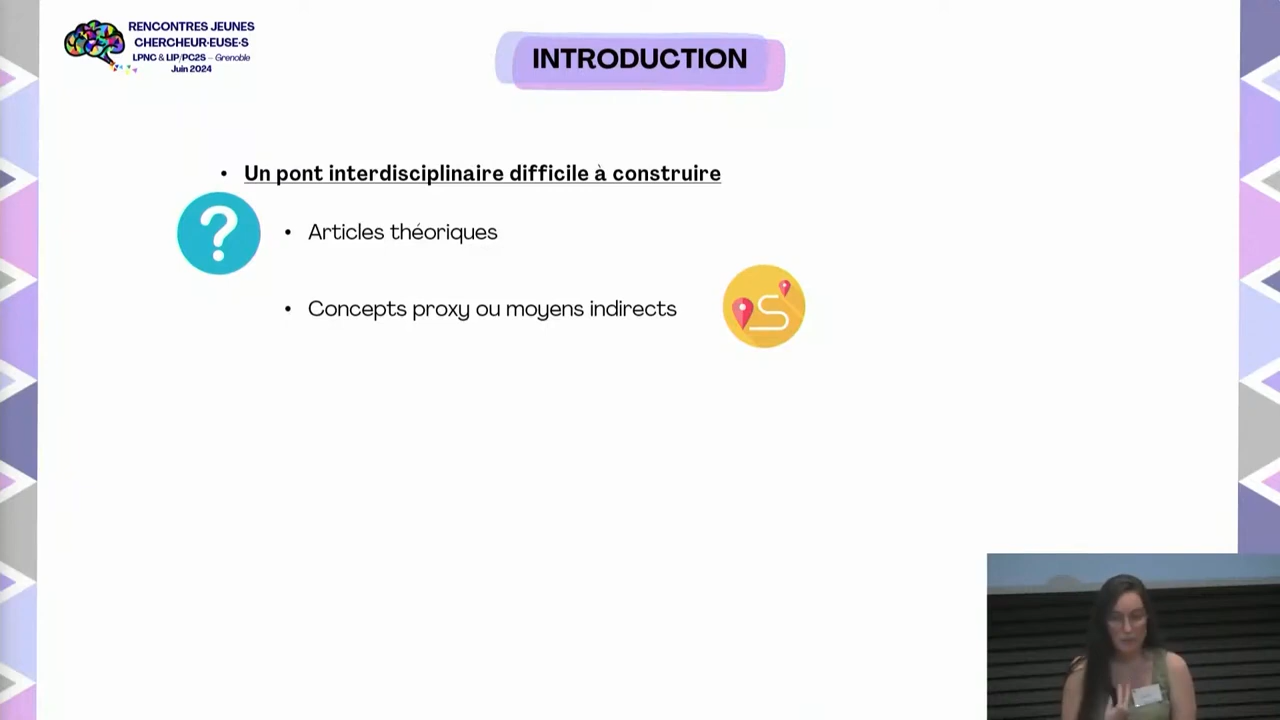 RENCONTRES JEUNES
CHERCHEUR·EUSE·S
LPNC & LIP/PC2S – Grenoble
Juin 2024
INTRODUCTION
• Un pont interdisciplinaire difficile à construire
?
• Articles théoriques
• Concepts proxy ou moyens indirects